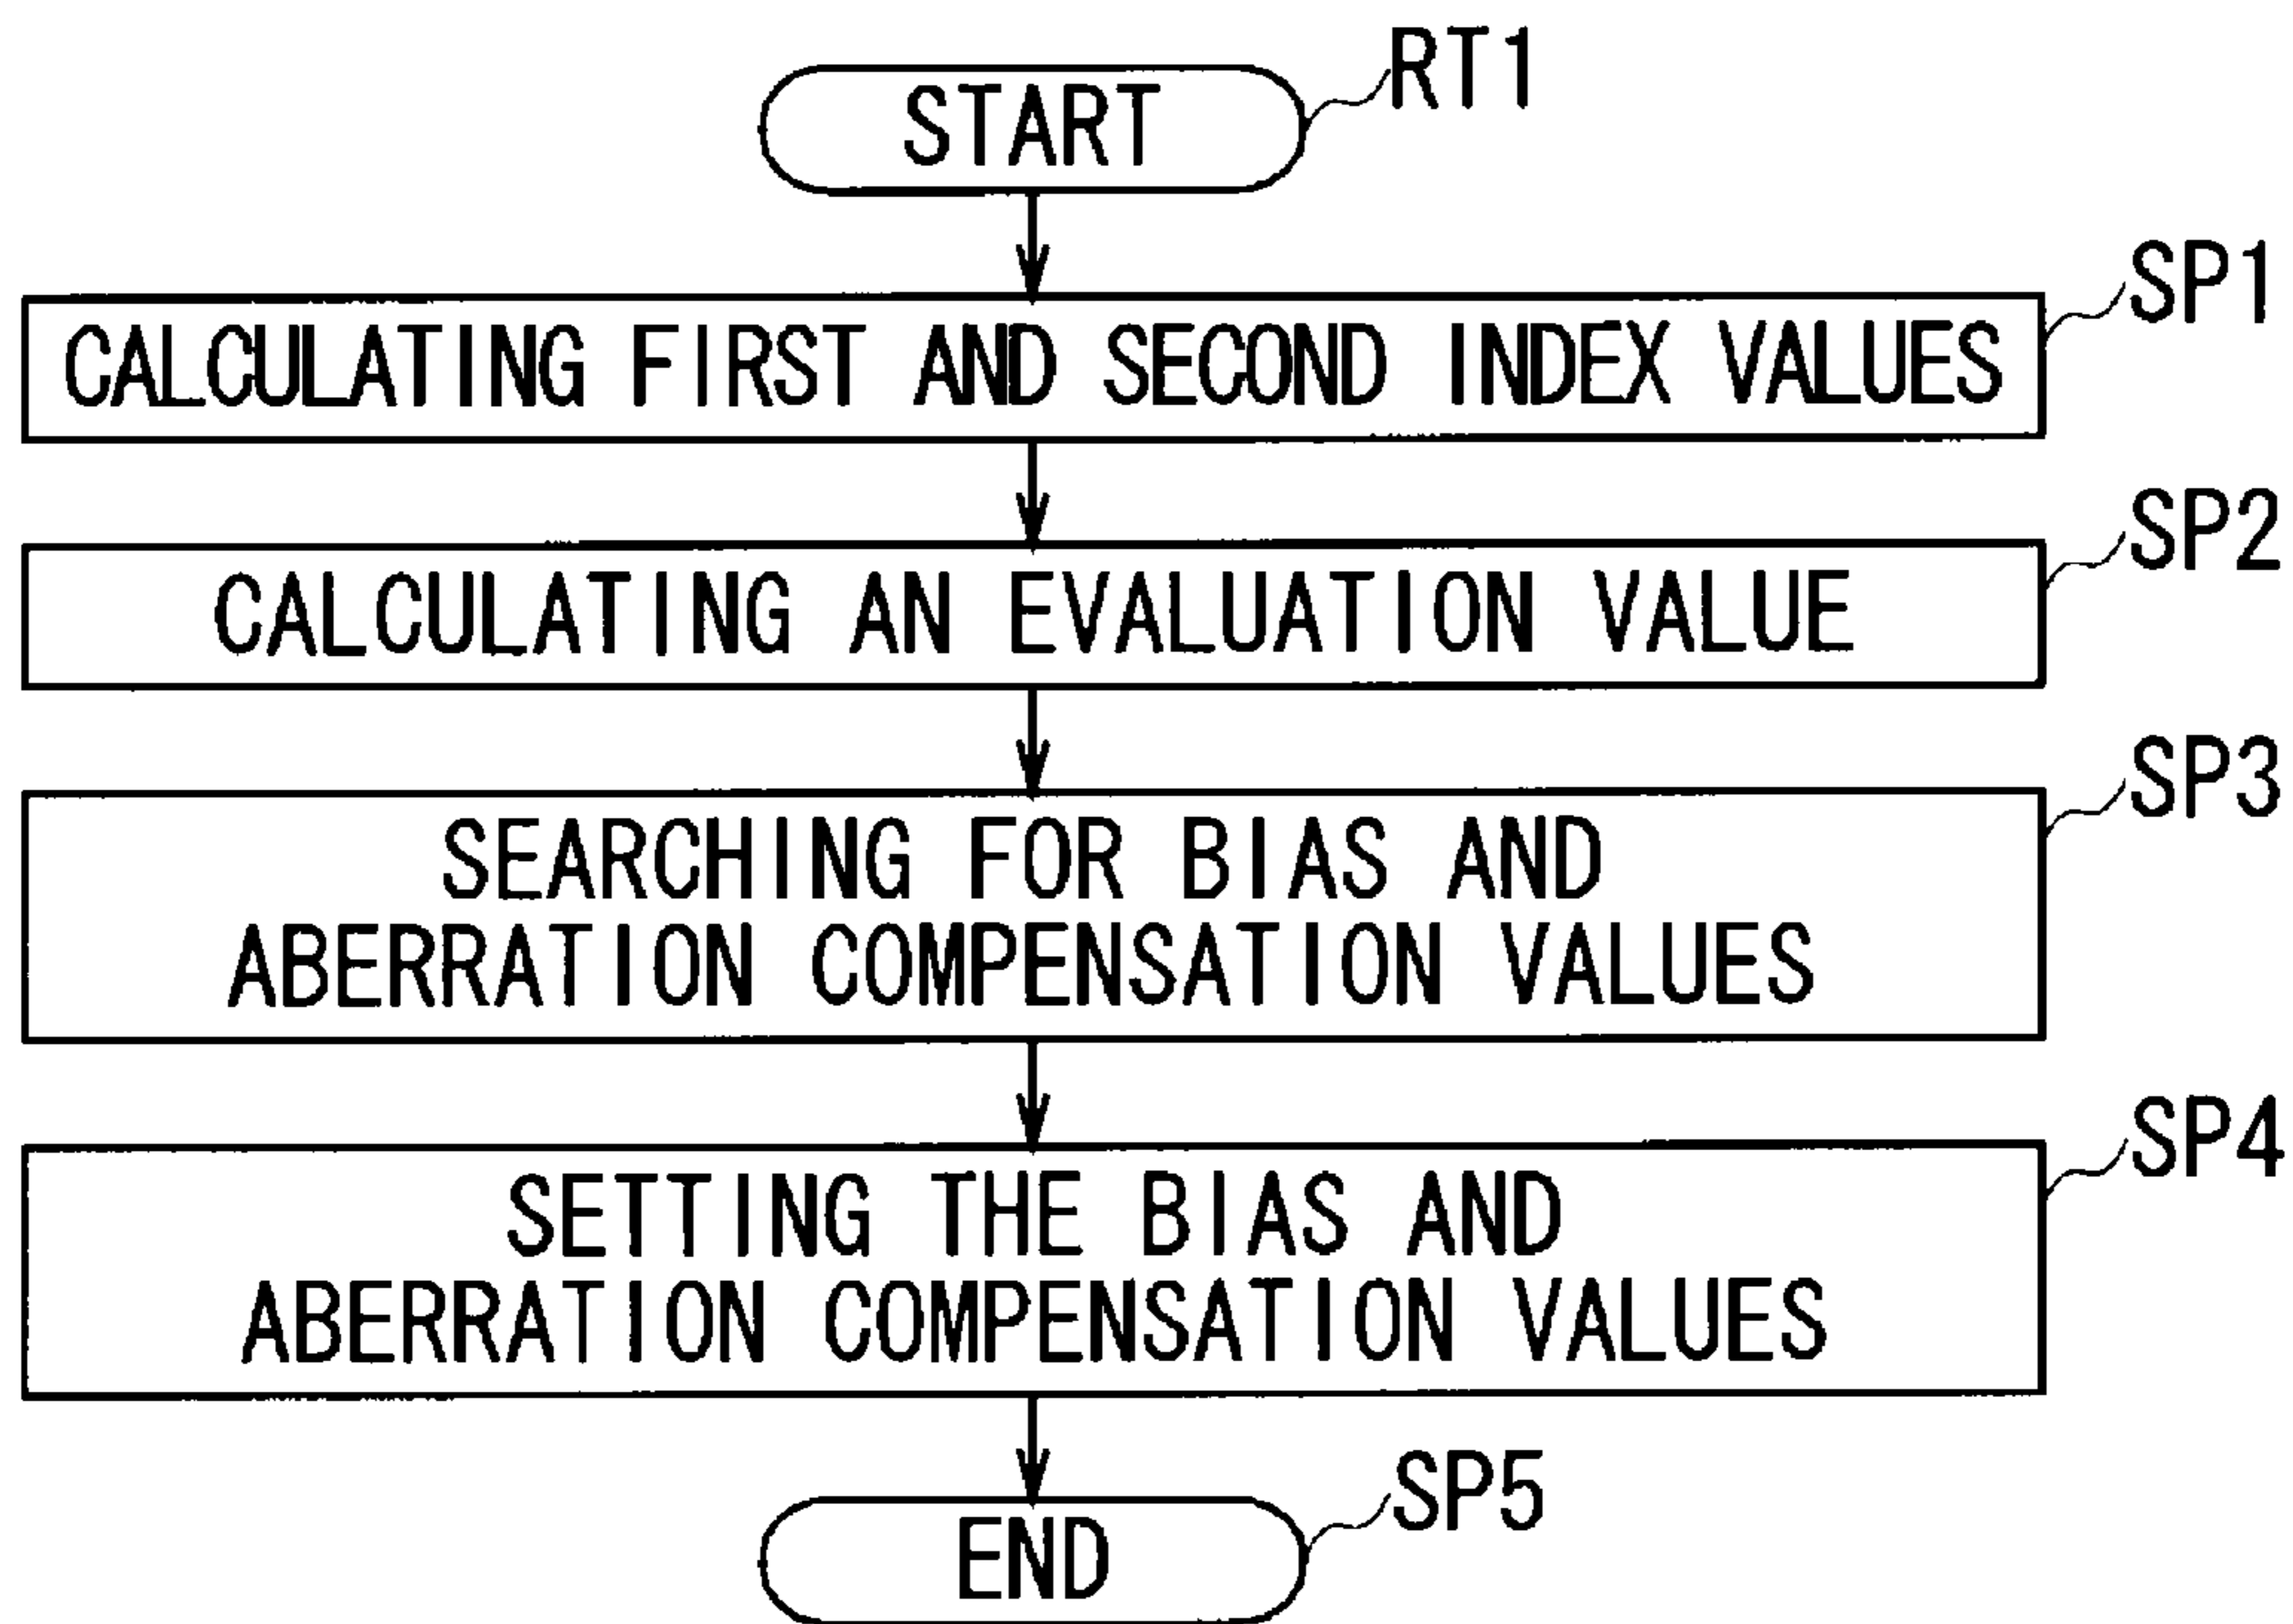 START
RT1
CALCULATING FIRST AND SECOND INDEX VALUES
SP1
CALCULATING AN EVALUATION VALUE
SP2
SEARCHING FOR BIAS AND
ABERRATION COMPENSATION VALUES
SP3
SETTING THE BIAS AND
ABERRATION COMPENSATION VALUES
SP4
END
SP5